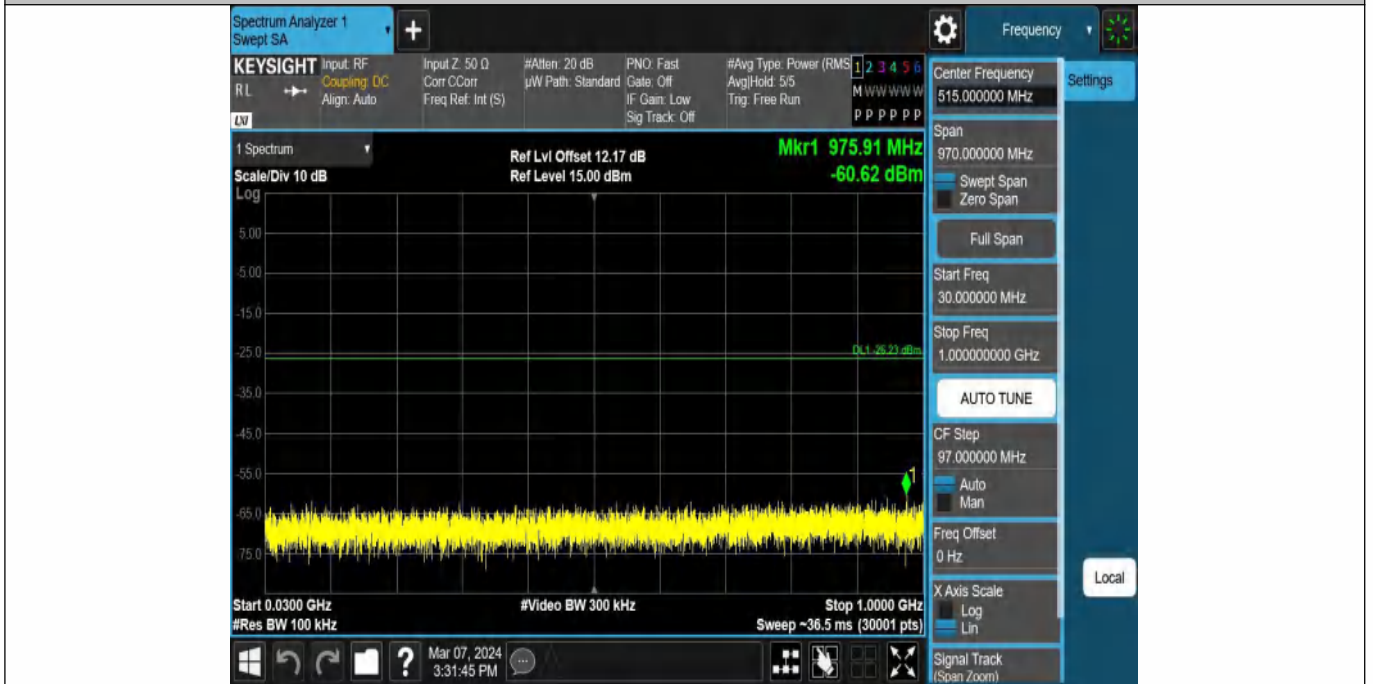 Spectrum Analyzer 1
Swept SA
+
Frequency
KEYSIGHT
RL
LXI
Input: RF
Coupling: DC
Align: Auto
Input Z: 50 Ω
Corr CCorr
Freq Ref: Int (S)
#Atten: 20 dB
µW Path: Standard
PNO: Fast
Gate: Off
IF Gain: Low
Sig Track: Off
#Avg Type: Power (RMS
Avg|Hold: 5/5
Trig: Free Run
1 2 3 4 5 6
M W W W W W
P P P P P P
Center Frequency
515.000000 MHz
Settings
1 Spectrum
Scale/Div 10 dB
Ref Lvl Offset 12.17 dB
Ref Level 15.00 dBm
Mkr1 975.91 MHz
-60.62 dBm
Span
970.000000 MHz
Swept Span
Zero Span
Full Span
Start Freq
30.000000 MHz
Stop Freq
1.000000000 GHz
AUTO TUNE
CF Step
97.000000 MHz
Auto
Man
Freq Offset
0 Hz
X Axis Scale
Log
Lin
Signal Track
(Span Zoom)
Local
Log
5.00
-5.00
-15.0
-25.0
DL1 -26.23 dBm
-35.0
-45.0
-55.0
1
-65.0
-75.0
Start 0.0300 GHz
#Video BW 300 kHz
Stop 1.0000 GHz
#Res BW 100 kHz
Sweep ~36.5 ms (30001 pts)
?
Mar 07, 2024
3:31:45 PM